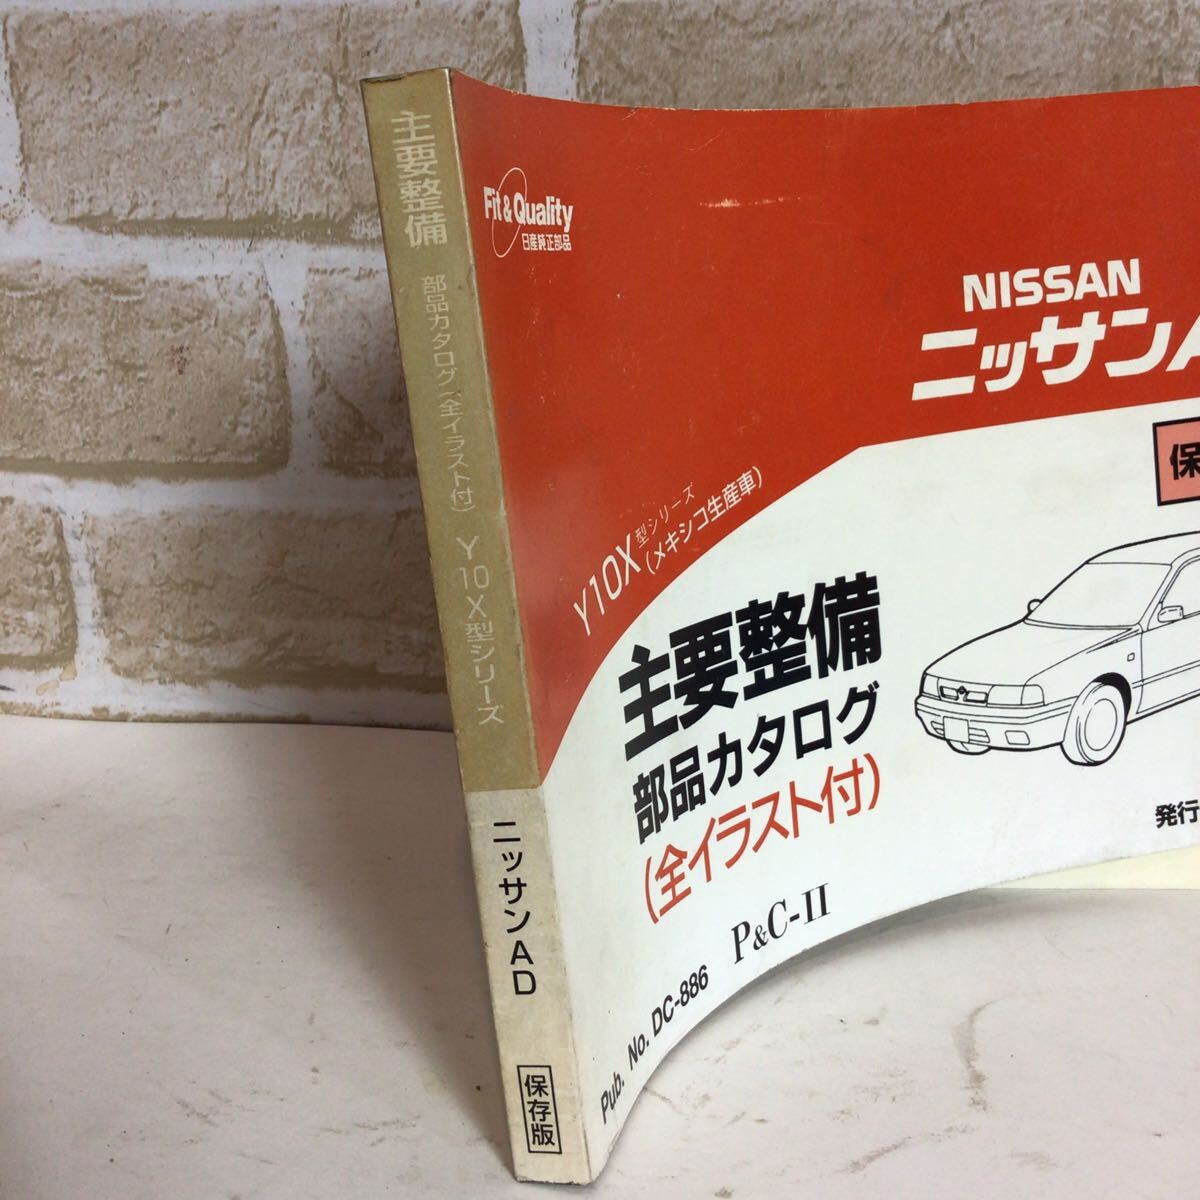 主要整備
部品カタログ(全イラスト付)
Y10X型シリーズ
ニッサンAD
保存版
Fit & Quality
日産純正部品
NISSAN
ニッサンA
保
Y10X型シリーズ
(メキシコ生産車)
主要整備
部品カタログ
(全イラスト付)
P&C-II
Pub. No. DC-886
発行